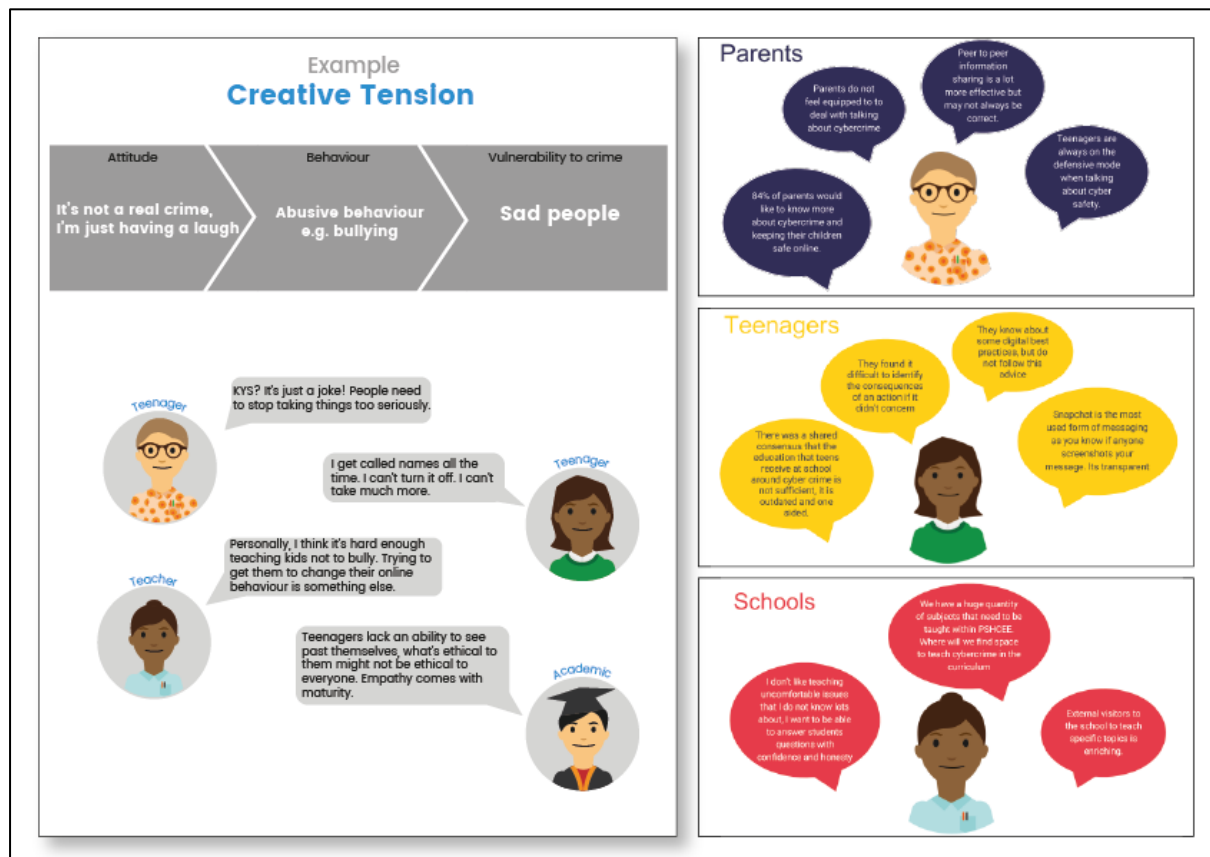 Example
Creative Tension
Attitude
It's not a real crime,
I'm just having a laugh
Behaviour
Abusive behaviour
e.g. bullying
Vulnerability to crime
Sad people
Teenager
KYS? It's just a joke! People need
to stop taking things too seriously.
I get called names all the
time. I can't turn it off. I can't
take much more.
Teenager
Personally, I think it's hard enough
teaching kids not to bully. Trying to
get them to change their online
behaviour is something else.
Teacher
Teenagers lack an ability to see
past themselves, what's ethical to
them might not be ethical to
everyone. Empathy comes with
maturity.
Academic
Parents
84% of parents would
like to know more
about cybercrime and
keeping their children
safe online.
Parents do not
feel equipped to to
deal with talking
about cybercrime
Peer to peer
information
sharing is a lot
more effective but
may not always be
correct.
Teenagers are
always on the
defensive mode
when talking
about cyber
safety.
Teenagers
There was a shared
consensus that the
education that teens
receive at school
around cyber crime is
not sufficient, it is
outdated and one
sided.
They found it
difficult to identify
the consequences
of an action if it
didn't concern
They know about
some digital best
practices, but do
not follow this
advice
Snapchat is the most
used form of messaging
as you know if anyone
screenshots your
message. Its transparent
Schools
I don't like teaching
uncomfortable issues
that I do not know lots
about, I want to be able
to answer students
questions with
confidence and honesty
We have a huge quantity
of subjects that need to be
taught within PSHCEE.
Where will we find space
to teach cybercrime in the
curriculum
External visitors to
the school to teach
specific topics is
enriching.